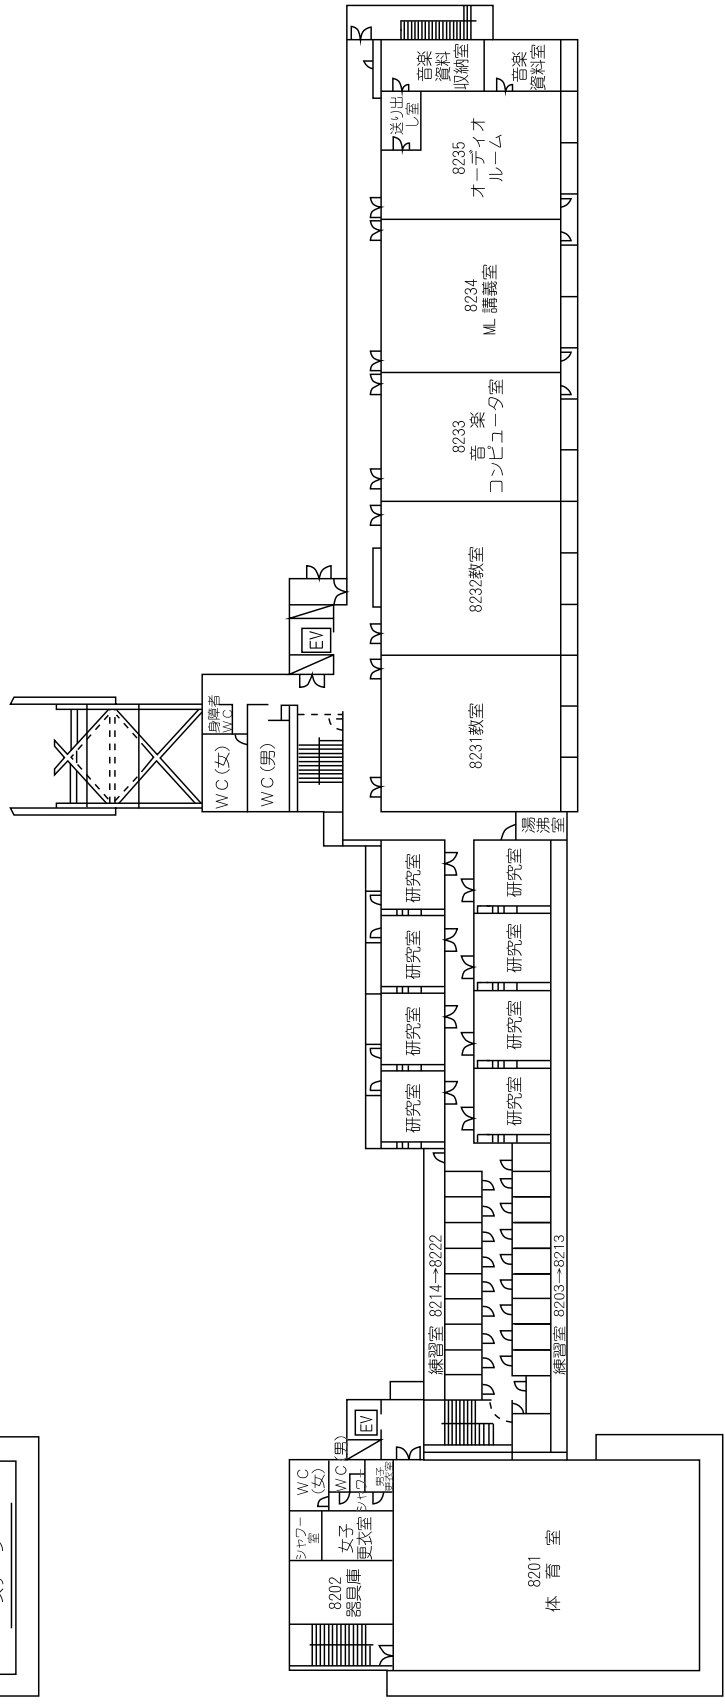 音楽
資料
収納室
音楽
資料室
送り出
し室
8235
オーディオ
ルーム
8234
ML 講義室
8233
音 楽
コンピュータ室
8232教室
EV
8231教室
身障者
W.C.
WC(女)
WC(男)
湯沸
室
研究室
研究室
研究室
研究室
研究室
研究室
研究室
研究室
練習室 8214→8222
練習室 8203→8213
EV
WC
(女)
WC(男)
シャワー
男子
更衣室
シャワー
室
女子
更衣室
8202
器具庫
8201
体 育 室